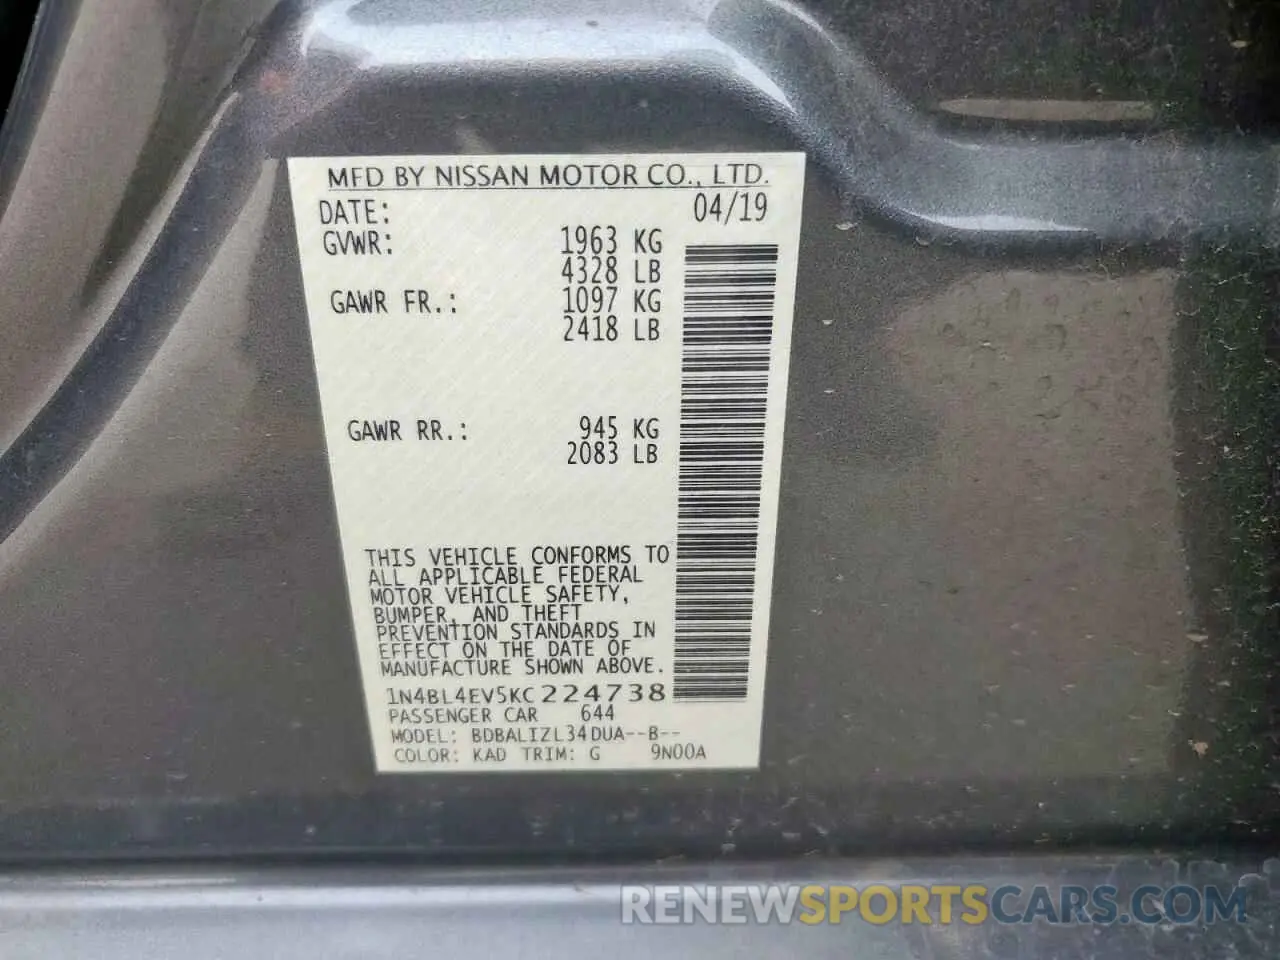 MFD BY NISSAN MOTOR CO., LTD.
DATE: 04/19
GVWR: 1963 KG
4328 LB
GAWR FR.: 1097 KG
2418 LB
GAWR RR.: 945 KG
2083 LB
THIS VEHICLE CONFORMS TO
ALL APPLICABLE FEDERAL
MOTOR VEHICLE SAFETY,
BUMPER, AND THEFT
PREVENTION STANDARDS IN
EFFECT ON THE DATE OF
MANUFACTURE SHOWN ABOVE.
1N4BL4EV5KC224738
PASSENGER CAR 644
MODEL: BDBALIZL34DUA--B--
COLOR: KAD TRIM: G 9N00A
RENEWSPORTSCARS.COM